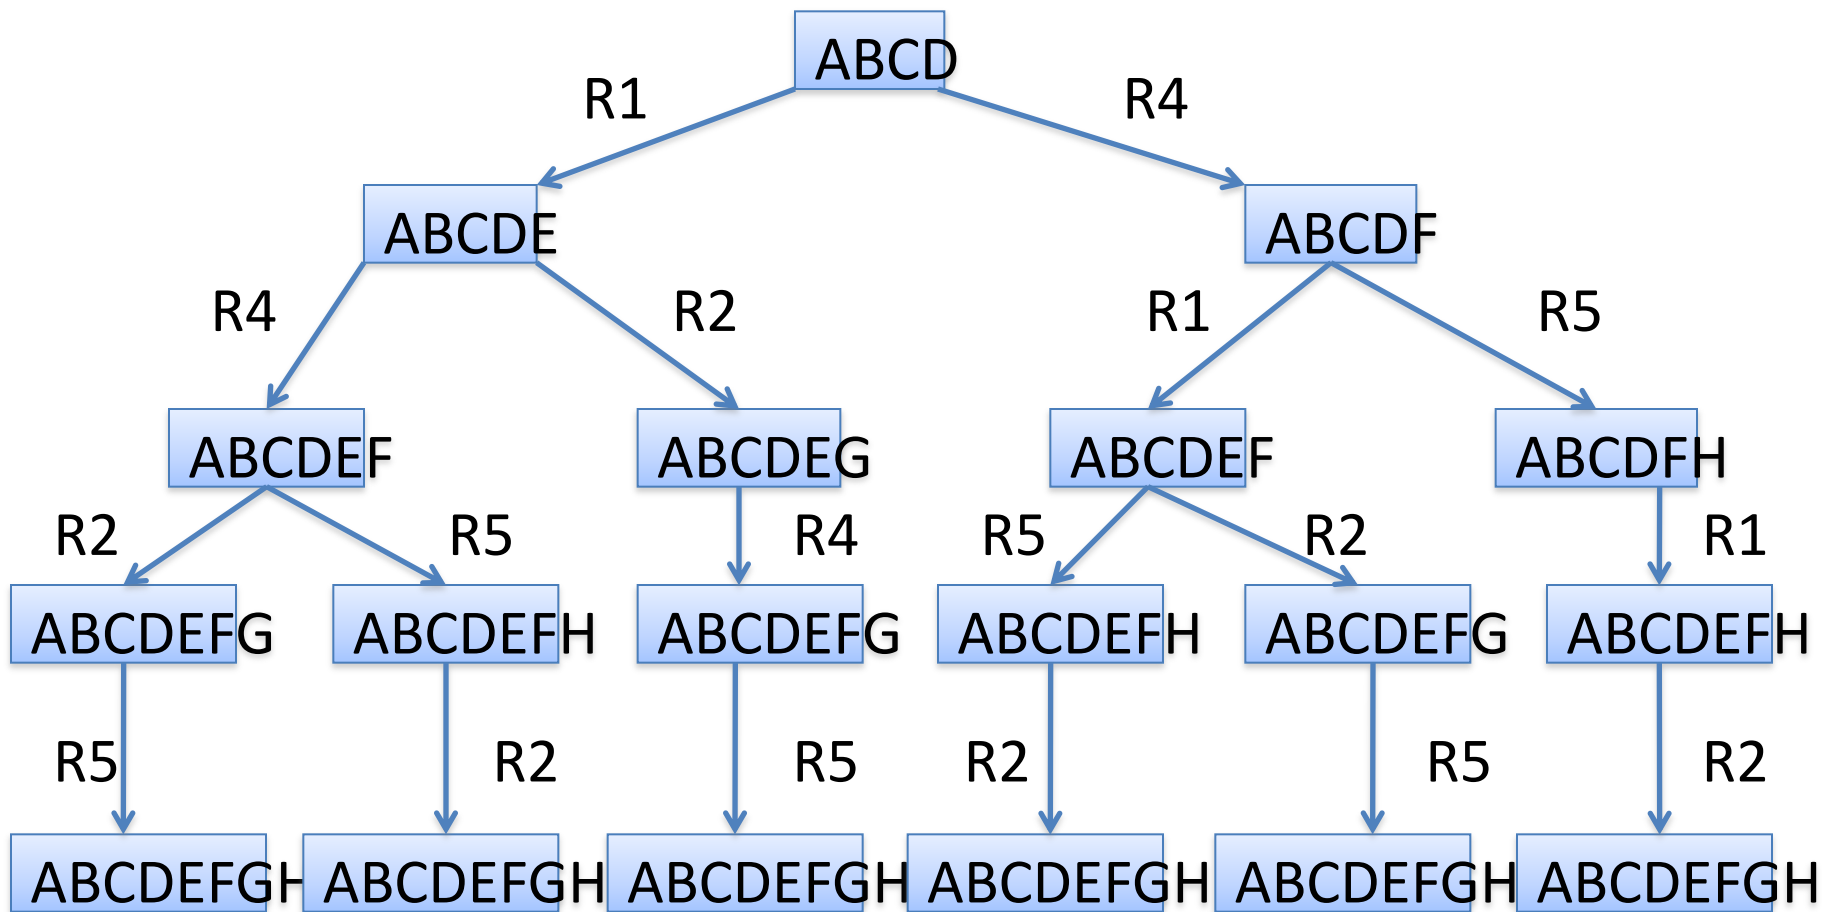 ABCD
R1 R4
ABCDE ABCDF
R4 R2 R1 R5
ABCDEF ABCDEG ABCDEF ABCDFH
R2 R5 R4 R5 R2 R1
ABCDEFG ABCDEFH ABCDEFG ABCDEFH ABCDEFG ABCDEFH
R5 R2 R5 R2 R5 R2
ABCDEFGH ABCDEFGH ABCDEFGH ABCDEFGH ABCDEFGH ABCDEFGH